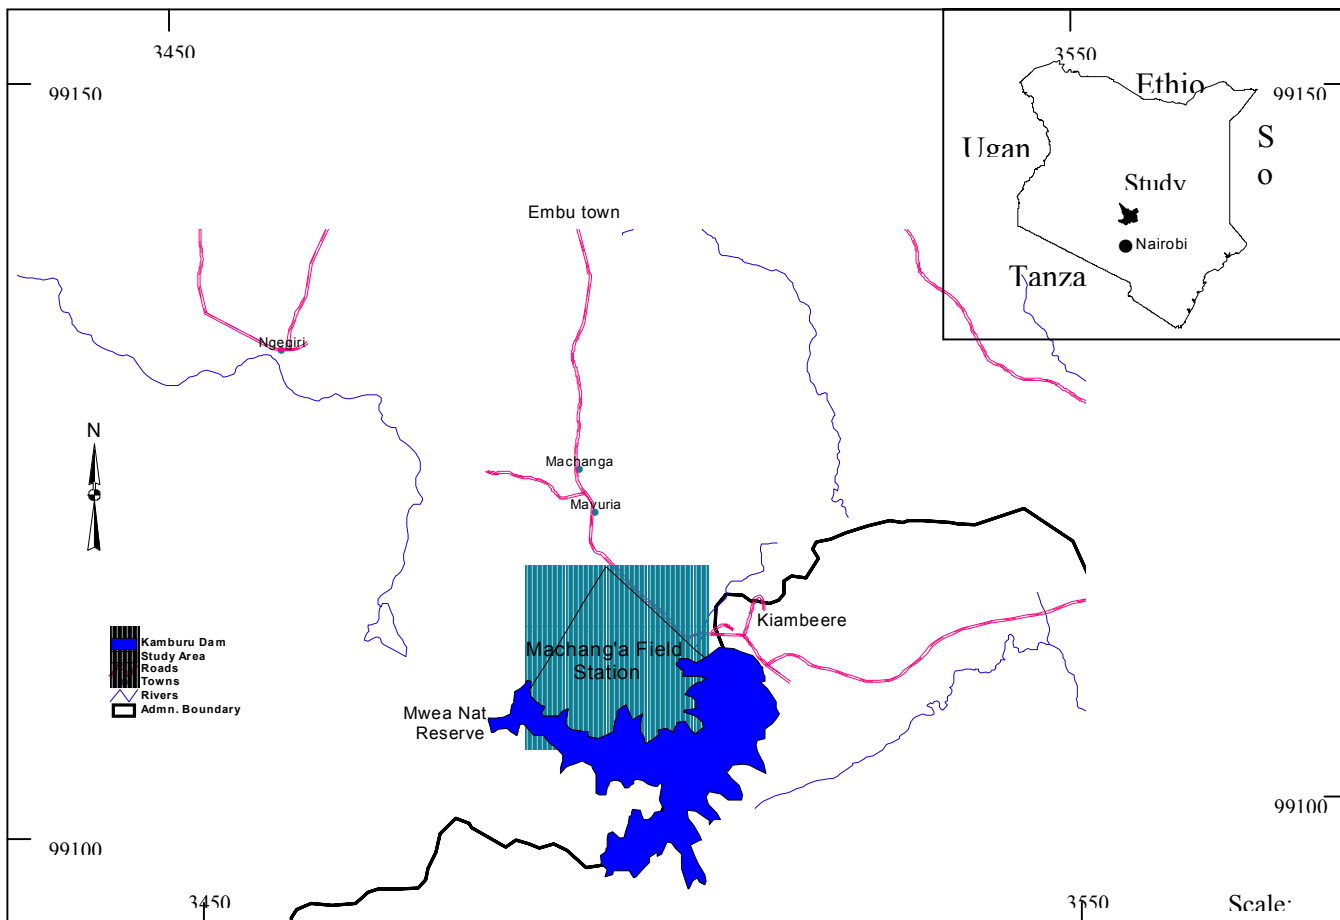 3450
3550
99150
99150
Ethio
Ugan
S
o
Study
Nairobi
Tanza
Embu town
Ngegiri
N
Machanga
Mavuria
Kiambeere
Machang'a Field
Station
Mwea Nat
Reserve
Kamburu Dam
Study Area
Roads
Towns
Rivers
Admn. Boundary
99100
99100
3450
3550
Scale: